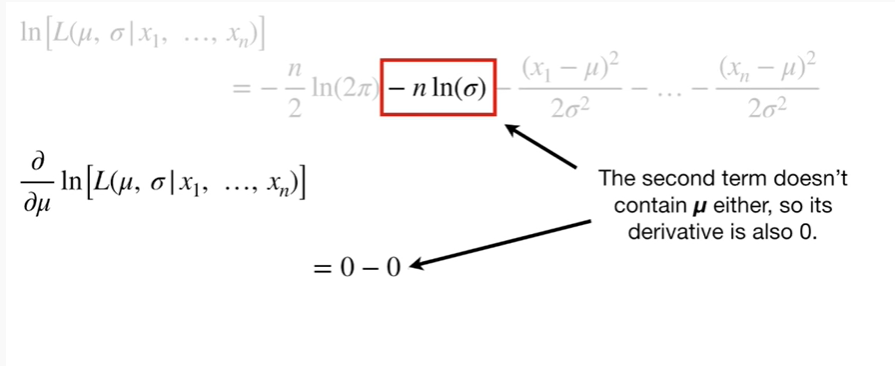 ln[L(μ, σ|x₁, …, xₙ)]
= − n/2 ln(2π) − n ln(σ) − (x₁ − μ)²/2σ² − … − (xₙ − μ)²/2σ²
∂/∂μ ln[L(μ, σ|x₁, …, xₙ)]
The second term doesn’t
contain μ either, so its
derivative is also 0.
= 0 − 0